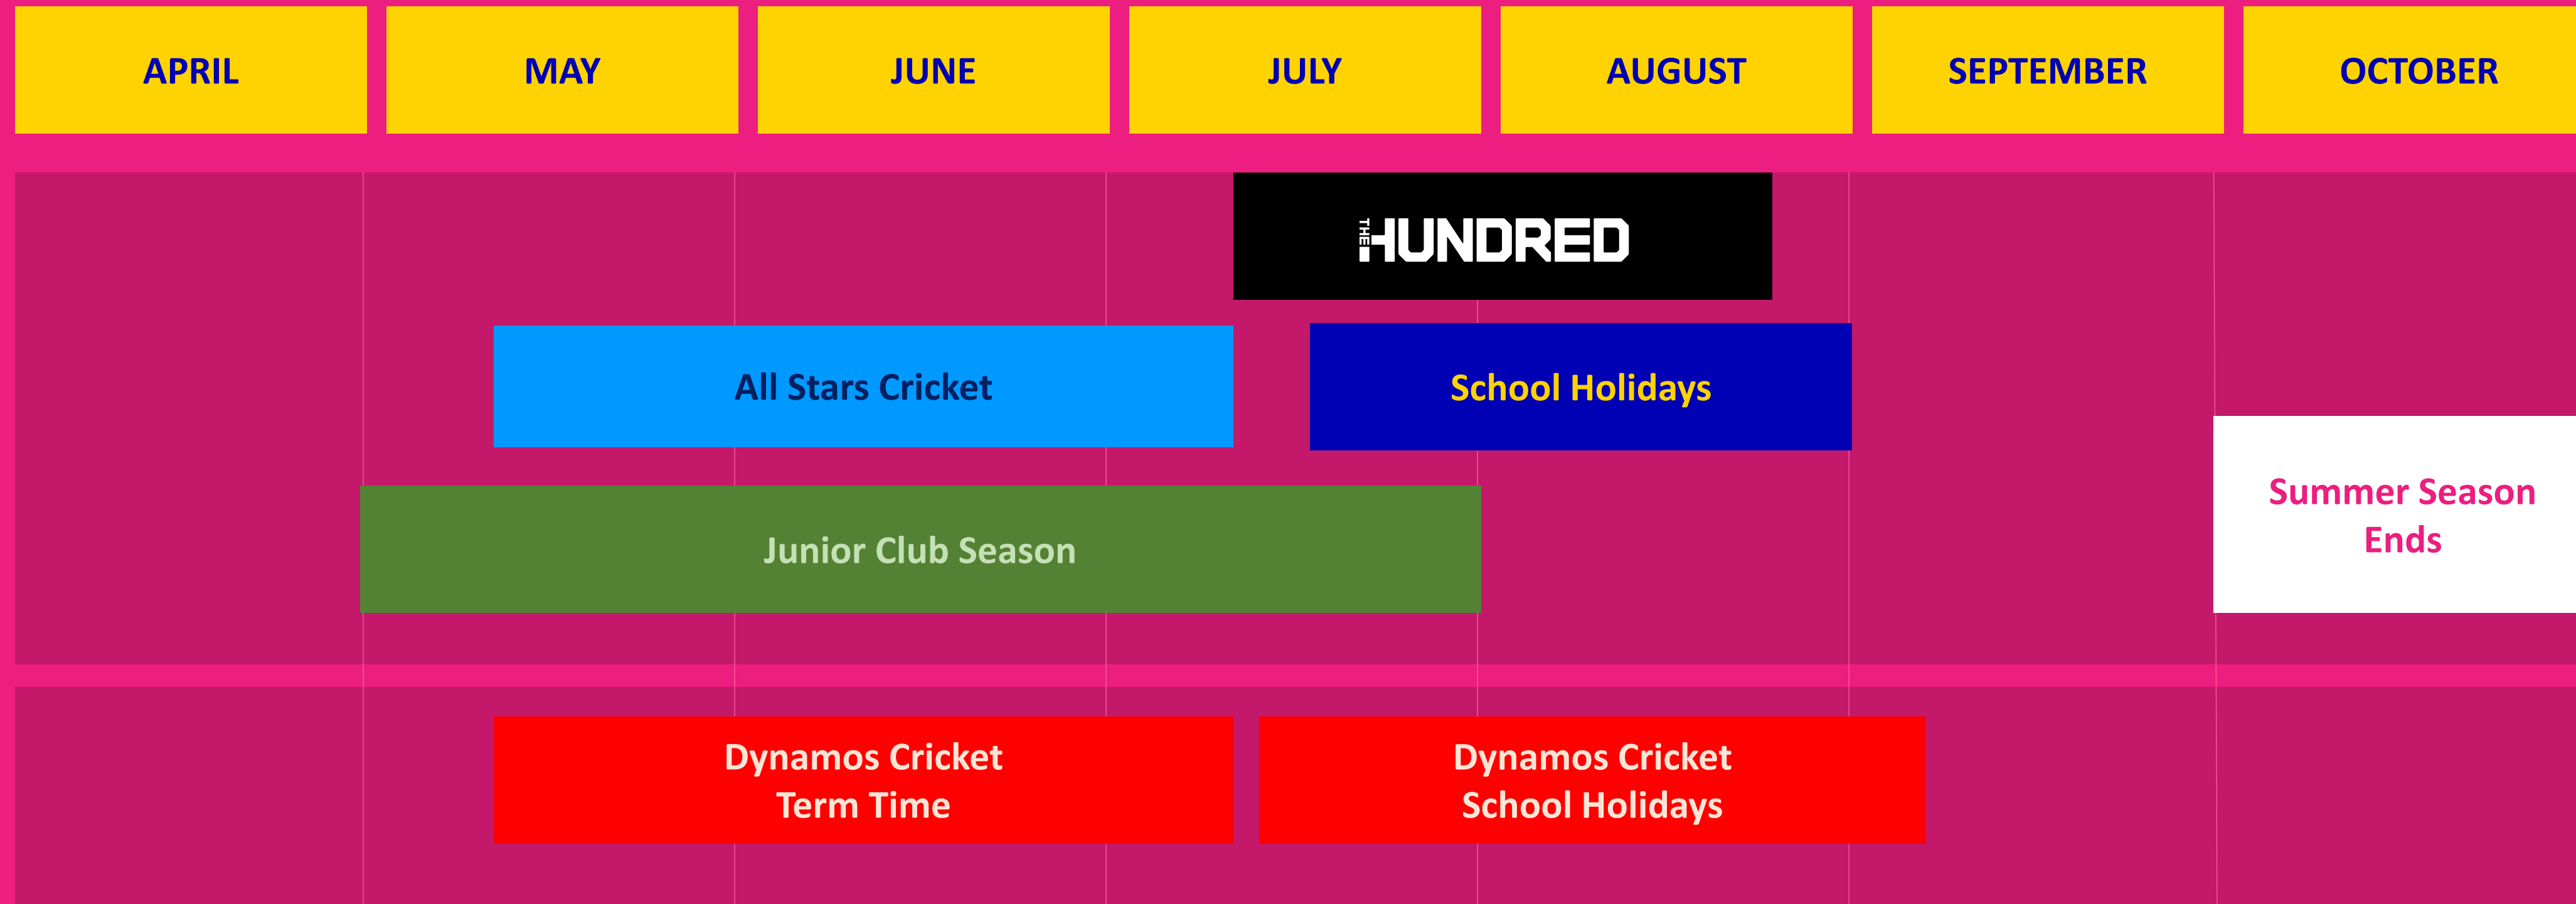 APRIL
MAY
JUNE
JULY
AUGUST
SEPTEMBER
OCTOBER
THE HUNDRED
All Stars Cricket
School Holidays
Junior Club Season
Summer Season
Ends
Dynamos Cricket
Term Time
Dynamos Cricket
School Holidays